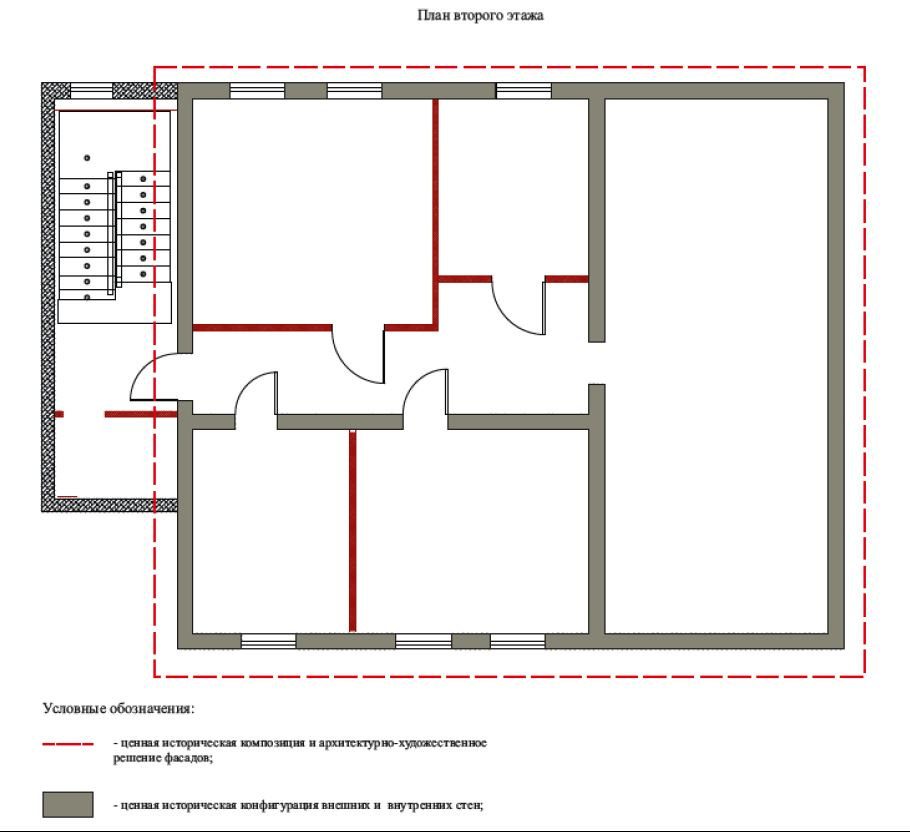 План второго этажа
Условные обозначения:
- ценная историческая композиция и архитектурно-художественное
решение фасадов;
- ценная историческая конфигурация внешних и внутренних стен;